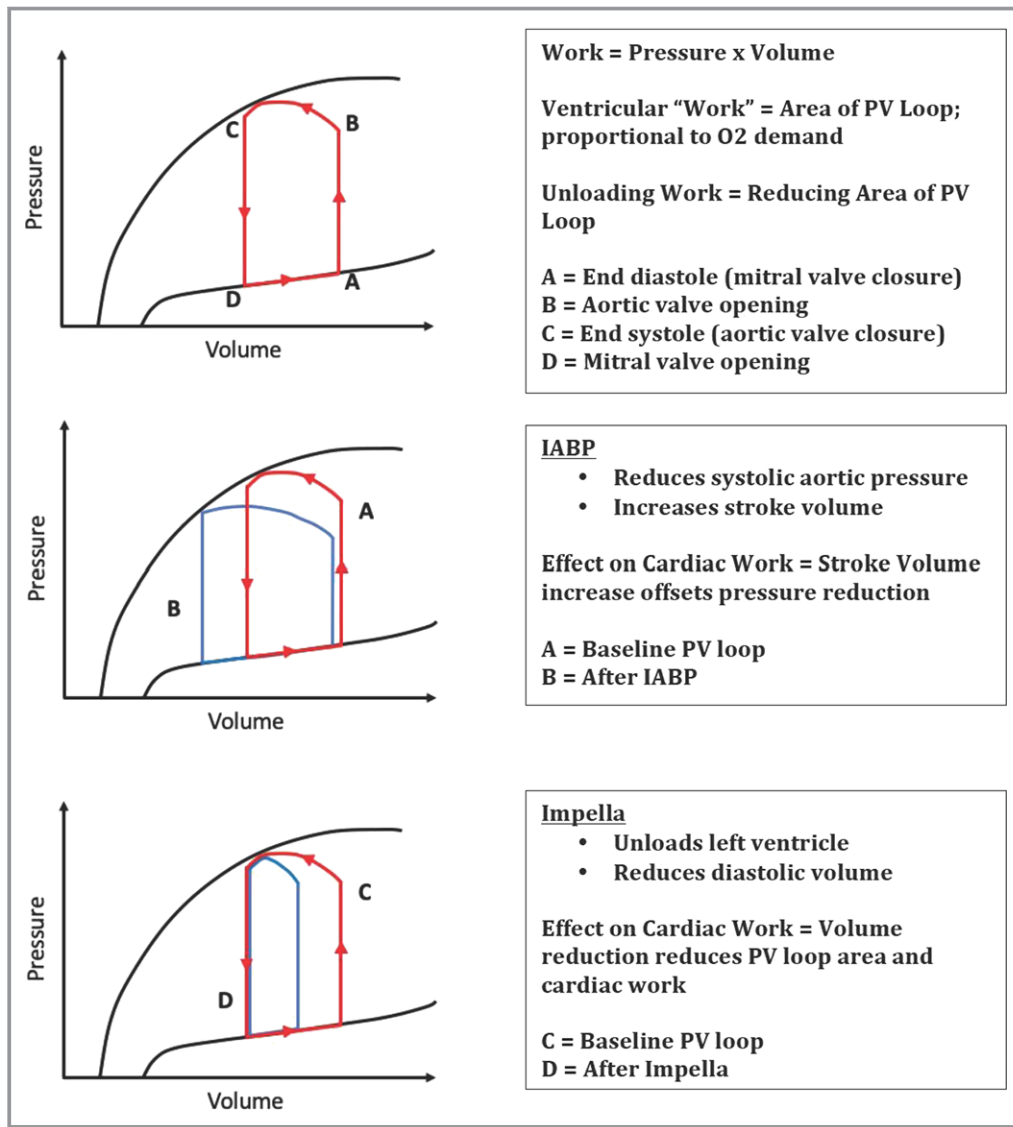 Pressure
C
B
D
A
Volume
Work = Pressure x Volume
Ventricular “Work” = Area of PV Loop;
proportional to O2 demand
Unloading Work = Reducing Area of PV
Loop
A = End diastole (mitral valve closure)
B = Aortic valve opening
C = End systole (aortic valve closure)
D = Mitral valve opening
Pressure
A
B
Volume
IABP
• Reduces systolic aortic pressure
• Increases stroke volume
Effect on Cardiac Work = Stroke Volume
increase offsets pressure reduction
A = Baseline PV loop
B = After IABP
Pressure
C
D
Volume
Impella
• Unloads left ventricle
• Reduces diastolic volume
Effect on Cardiac Work = Volume
reduction reduces PV loop area and
cardiac work
C = Baseline PV loop
D = After Impella